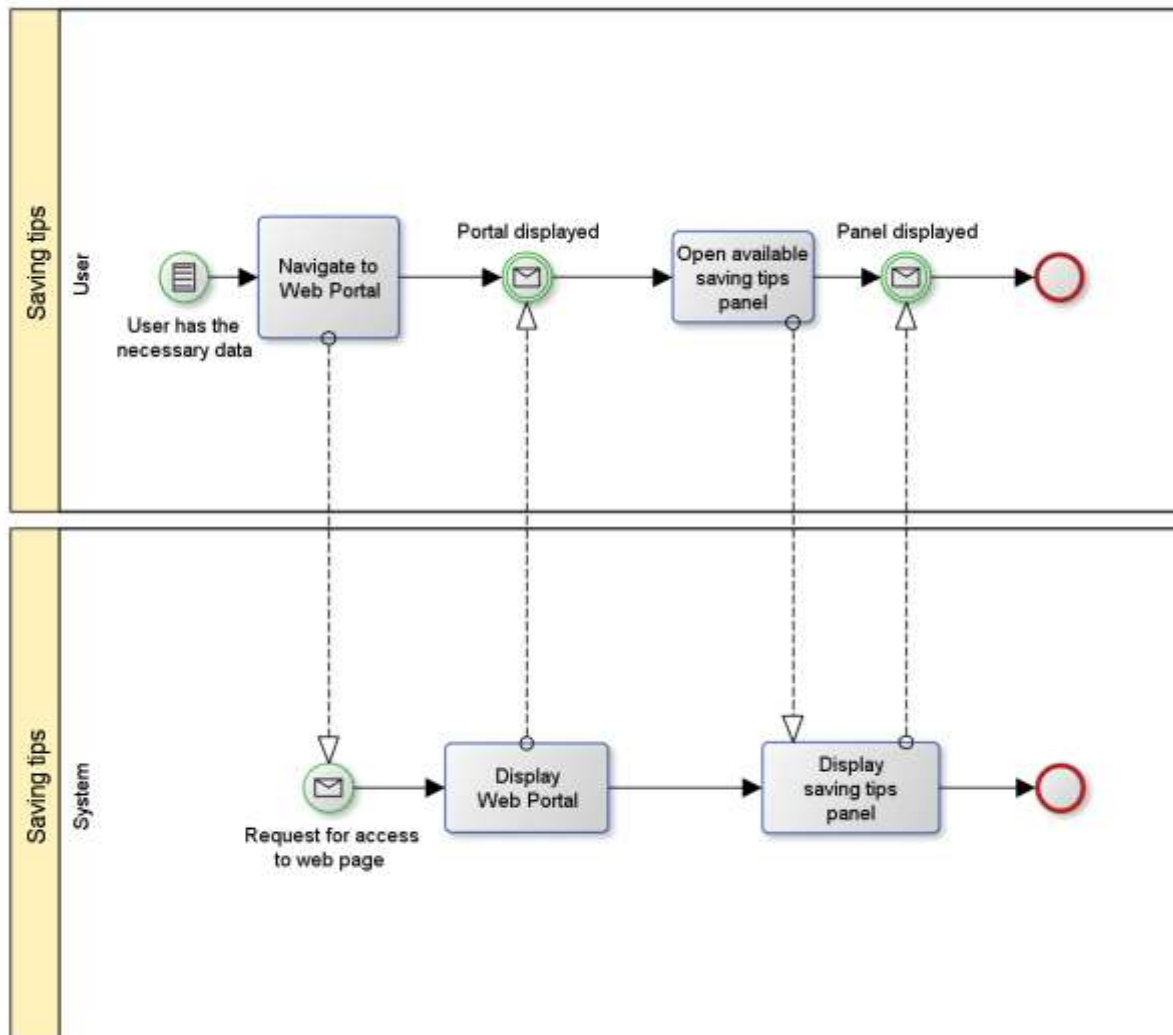 Saving tips
User
User has the
necessary data
Navigate to
Web Portal
Portal displayed
Open available
saving tips
panel
Panel displayed
Saving tips
System
Request for access
to web page
Display
Web Portal
Display
saving tips
panel